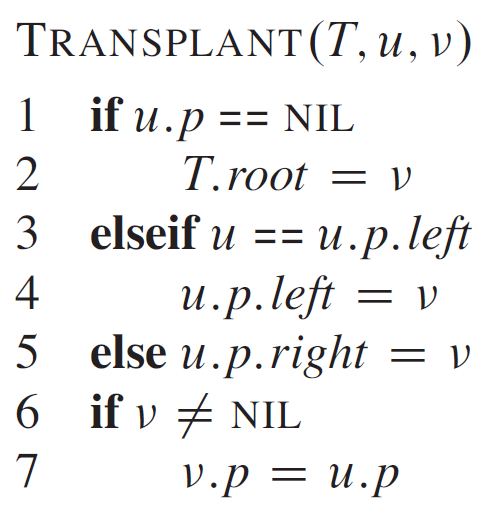 TRANSPLANT(T, u, v)
1 if u.p == NIL
2 T.root = v
3 elseif u == u.p.left
4 u.p.left = v
5 else u.p.right = v
6 if v ≠ NIL
7 v.p = u.p